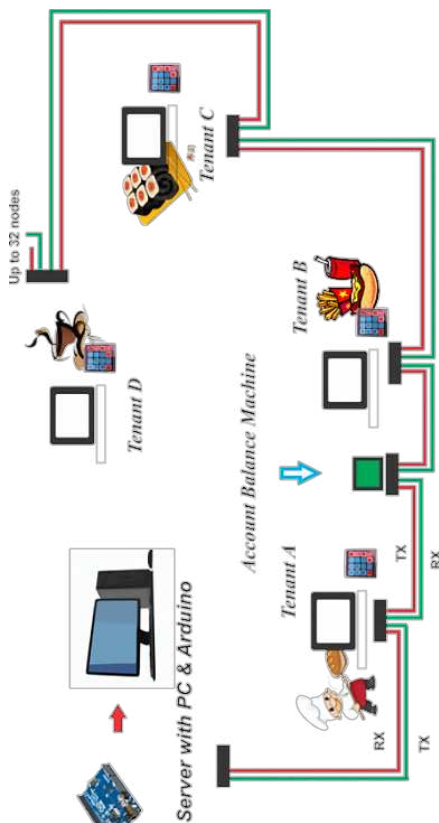 Up to 32 nodes
Tenant D
Server with PC & Arduino
Tenant C
Account Balance Machine
Tenant A
Tenant B
RX
TX
TX
RX